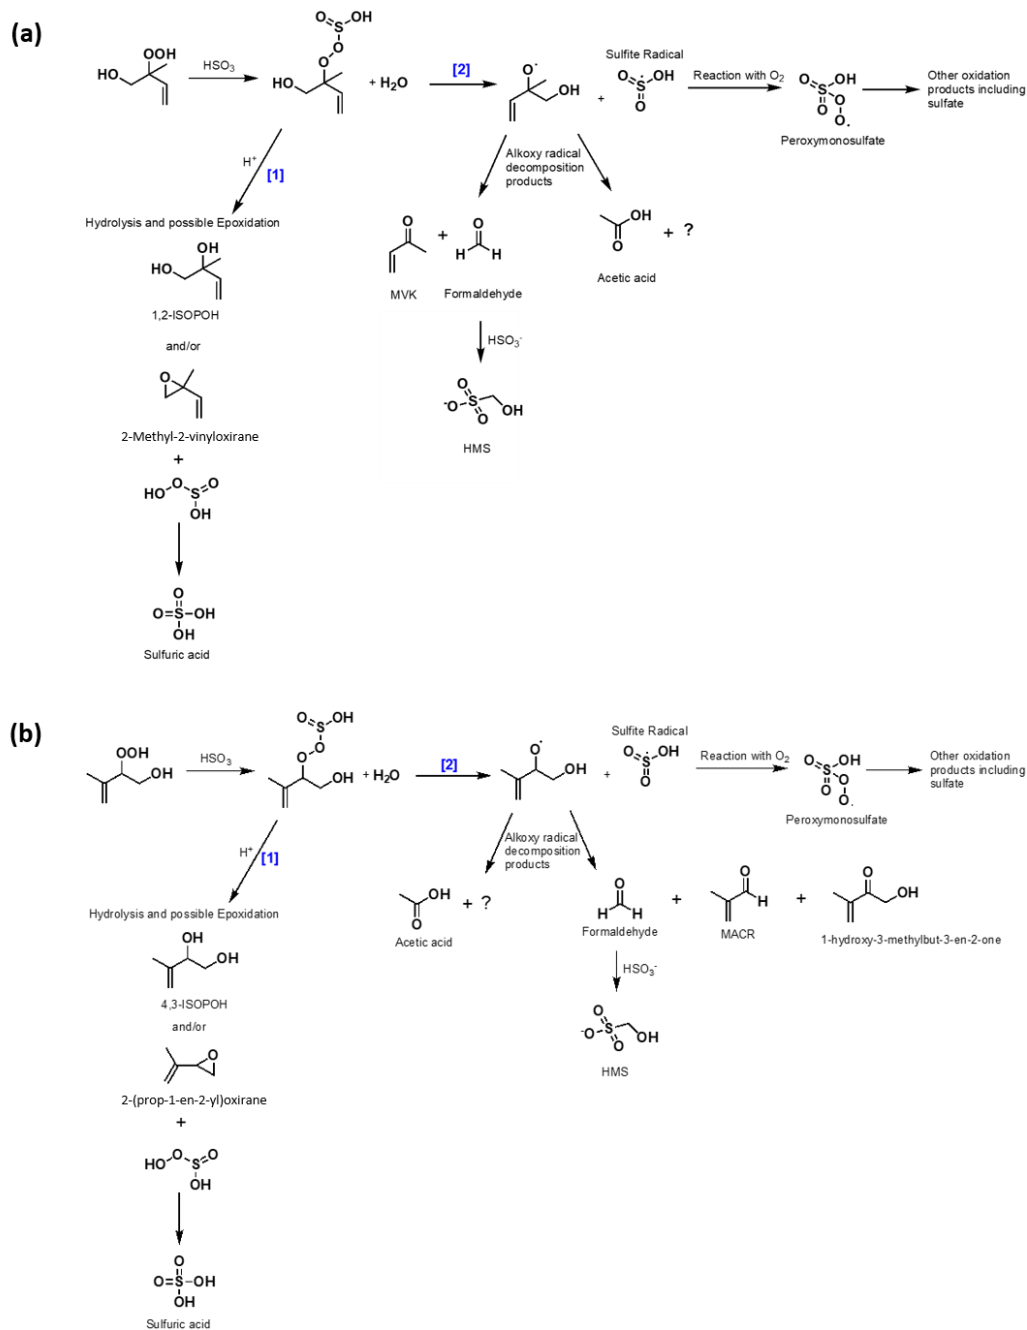 (a)
O
S
OH
O
O
OOH
HO
HSO3
HO
+ H2O
[2]
O·
OH
+
Sulfite Radical
O
S
OH
O
Reaction with O2
O
S
OH
O
O
O.
Peroxymonosulfate
Other oxidation
products including
sulfate
H+
[1]
Alkoxy radical
decomposition
products
Hydrolysis and possible Epoxidation
OH
HO
1,2-ISOPOH
and/or
O
2-Methyl-2-vinyloxirane
+
HO
O
S
O
OH
O
O=S-OH
OH
Sulfuric acid
O
MVK
+
O
H
H
Formaldehyde
OH
O
+ ?
Acetic acid
HSO3-
O
-O
S
O
OH
HMS
(b)
O
S
OH
O
O
OOH
OH
HSO3
OH
+ H2O
[2]
O·
OH
+
Sulfite Radical
O
S
OH
O
Reaction with O2
O
S
OH
O
O
O.
Peroxymonosulfate
Other oxidation
products including
sulfate
H+
[1]
Alkoxy radical
decomposition
products
Hydrolysis and possible Epoxidation
OH
OH
4,3-ISOPOH
and/or
O
2-(prop-1-en-2-yl)oxirane
+
HO
O
S
O
OH
O
O=S-OH
OH
Sulfuric acid
OH
O
+ ?
Acetic acid
O
H
H
Formaldehyde
+
O
H
MACR
+
O
OH
1-hydroxy-3-methylbut-3-en-2-one
HSO3-
O
-O
S
O
OH
HMS